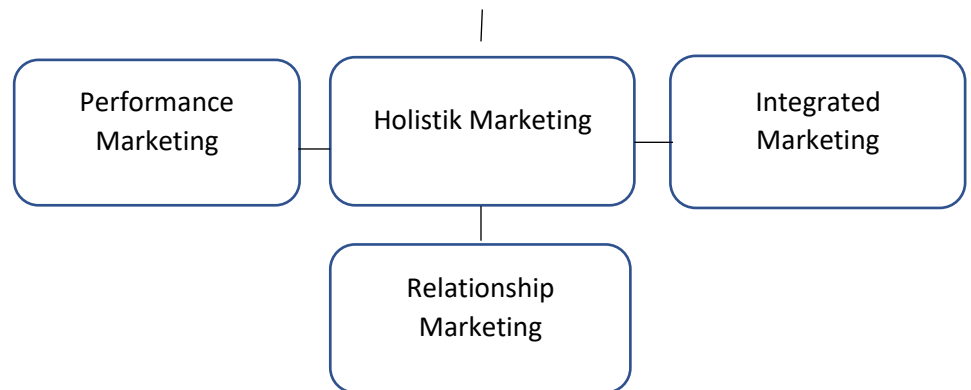 Performance
Marketing
Holistik Marketing
Integrated
Marketing
Relationship
Marketing